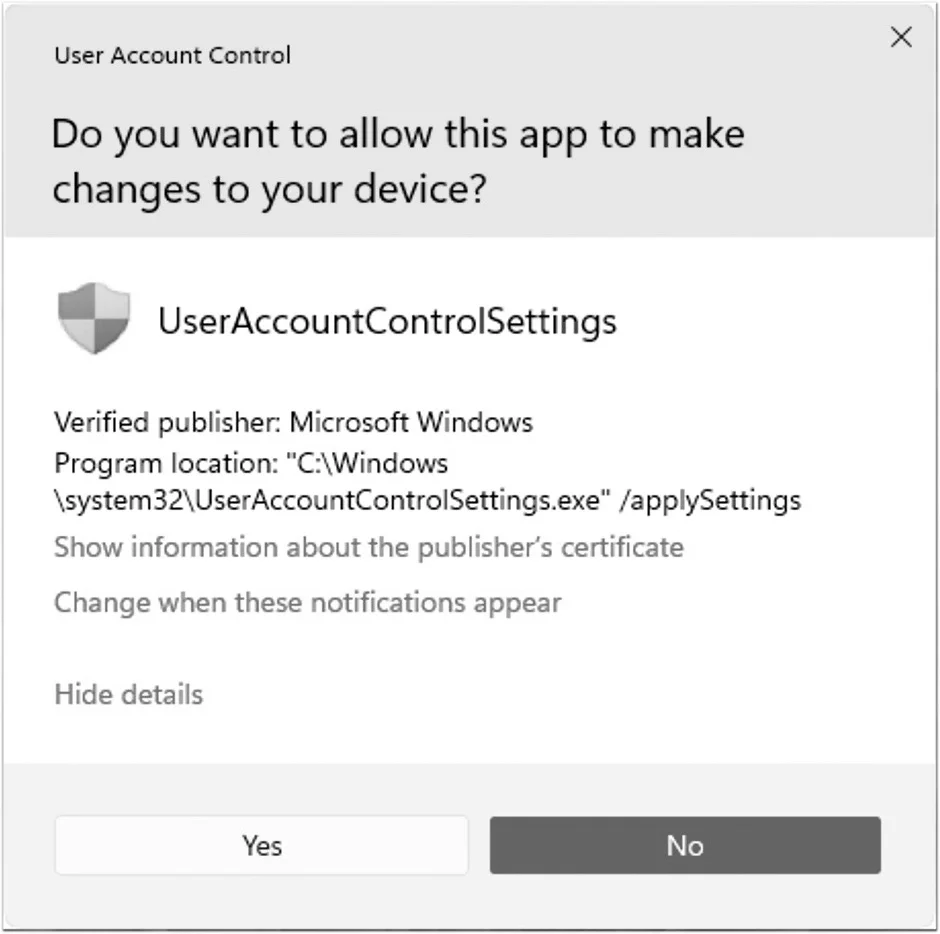 User Account Control
Do you want to allow this app to make
changes to your device?
UserAccountControlSettings
Verified publisher: Microsoft Windows
Program location: "C:\Windows
\system32\UserAccountControlSettings.exe" /applySettings
Show information about the publisher’s certificate
Change when these notifications appear
Hide details
Yes
No